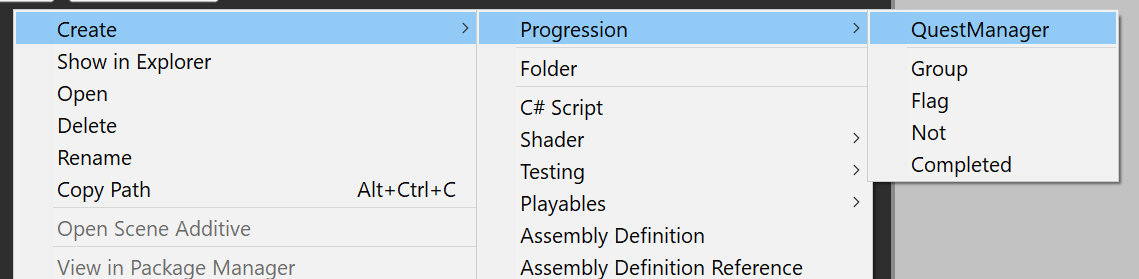 Create
Show in Explorer
Open
Delete
Rename
Copy Path Alt+Ctrl+C
Open Scene Additive
View in Package Manager
Progression
Folder
C# Script
Shader
Testing
Playables
Assembly Definition
Assembly Definition Reference
QuestManager
Group
Flag
Not
Completed